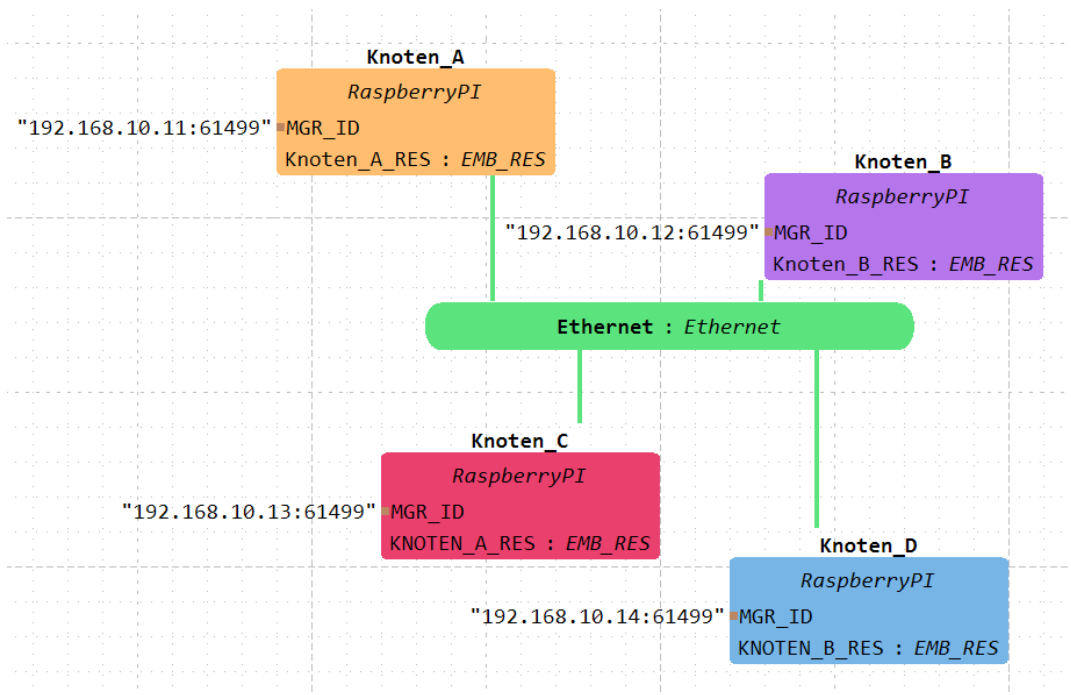 Knoten_A
RaspberryPI
"192.168.10.11:61499" MGR_ID
Knoten_A_RES : EMB_RES
Knoten_B
RaspberryPI
"192.168.10.12:61499" MGR_ID
Knoten_B_RES : EMB_RES
Ethernet : Ethernet
Knoten_C
RaspberryPI
"192.168.10.13:61499" MGR_ID
KNOTEN_A_RES : EMB_RES
Knoten_D
RaspberryPI
"192.168.10.14:61499" MGR_ID
KNOTEN_B_RES : EMB_RES